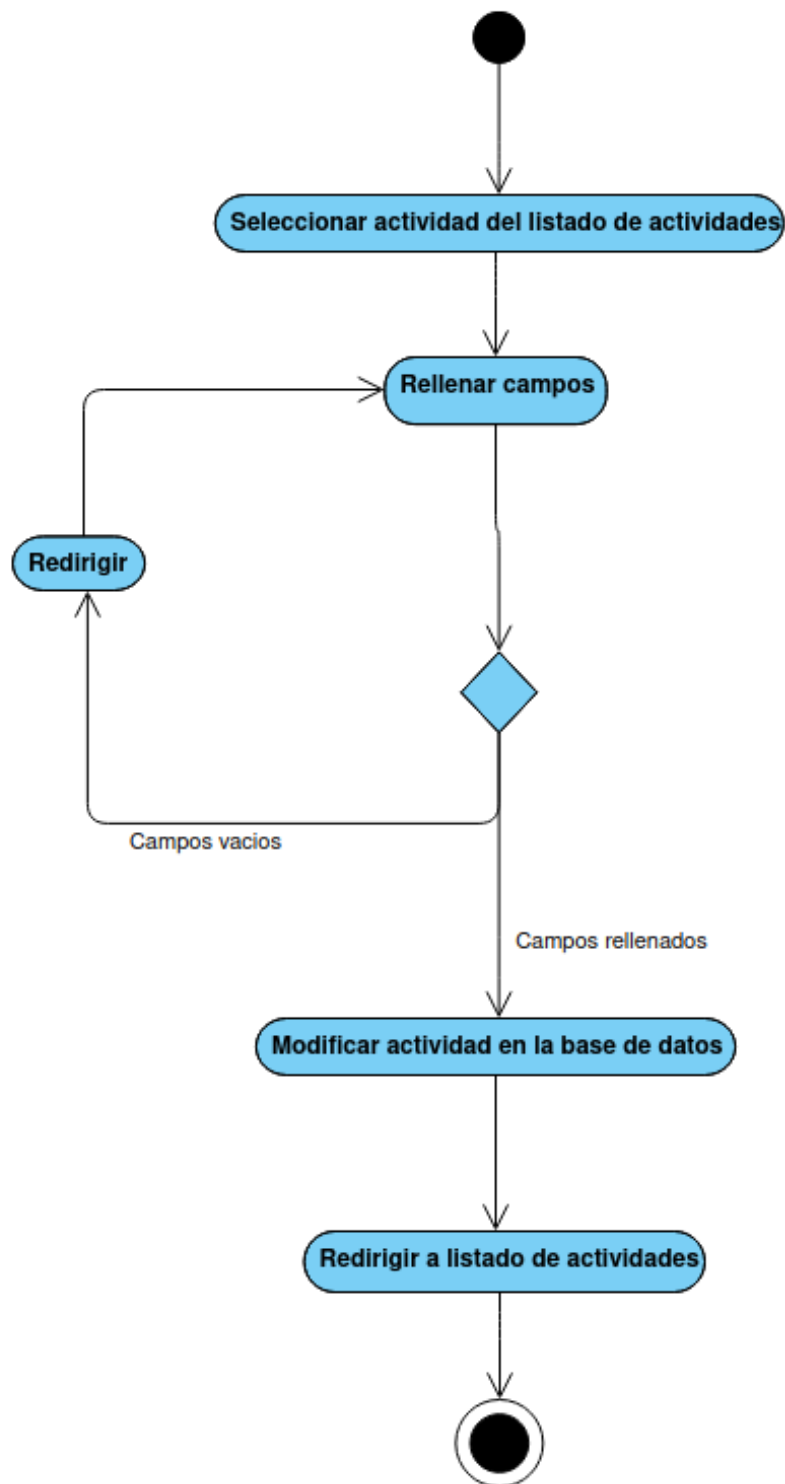 Seleccionar actividad del listado de actividades
Rellenar campos
Redirigir
Campos vacios
Campos rellenados
Modificar actividad en la base de datos
Redirigir a listado de actividades